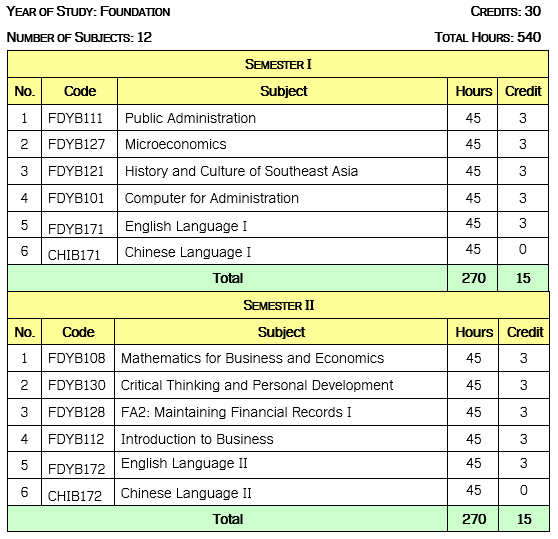 YEAR OF STUDY: FOUNDATION CREDITS: 30
NUMBER OF SUBJECTS: 12 TOTAL HOURS: 540
SEMESTER I
No. Code Subject Hours Credit
1 FDYB111 Public Administration 45 3
2 FDYB127 Microeconomics 45 3
3 FDYB121 History and Culture of Southeast Asia 45 3
4 FDYB101 Computer for Administration 45 3
5 FDYB171 English Language I 45 3
6 CHIB171 Chinese Language I 45 0
Total 270 15
SEMESTER II
No. Code Subject Hours Credit
1 FDYB108 Mathematics for Business and Economics 45 3
2 FDYB130 Critical Thinking and Personal Development 45 3
3 FDYB128 FA2: Maintaining Financial Records I 45 3
4 FDYB112 Introduction to Business 45 3
5 FDYB172 English Language II 45 3
6 CHIB172 Chinese Language II 45 0
Total 270 15